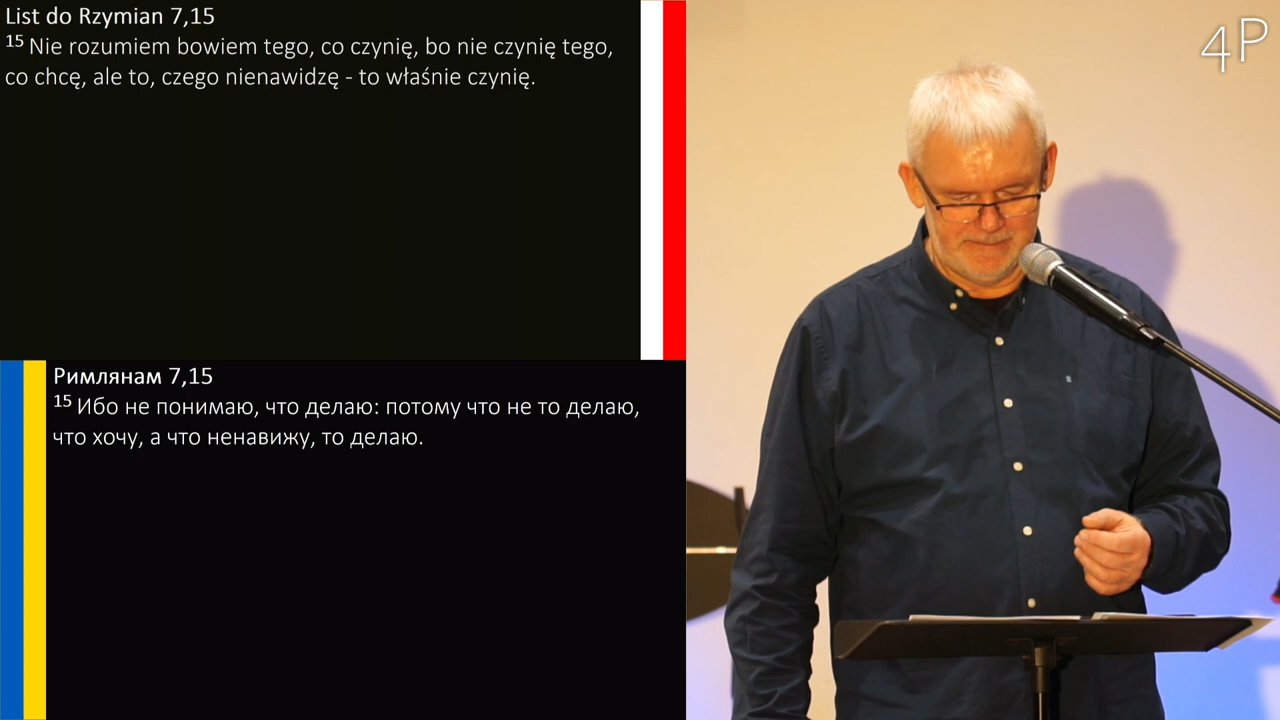 List do Rzymian 7,15
15 Nie rozumiem bowiem tego, co czynię, bo nie czynię tego,
co chcę, ale to, czego nienawidzę - to właśnie czynię.
Римлянам 7,15
15 Ибо не понимаю, что делаю: потому что не то делаю,
что хочу, а что ненавижу, то делаю.
4P